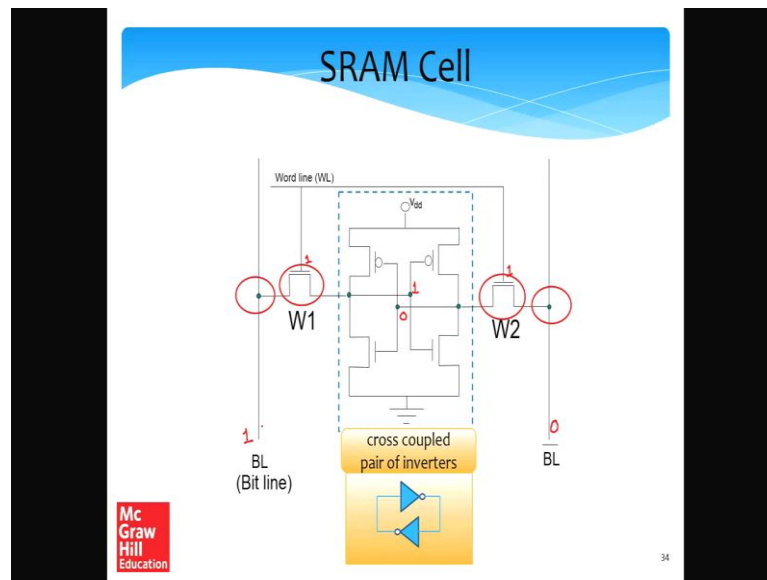 SRAM Cell
Word line (WL)
Vdd
1
1
1
0
W1
W2
1
0
BL
(Bit line)
BL
cross coupled
pair of inverters
Mc
Graw
Hill
Education
34